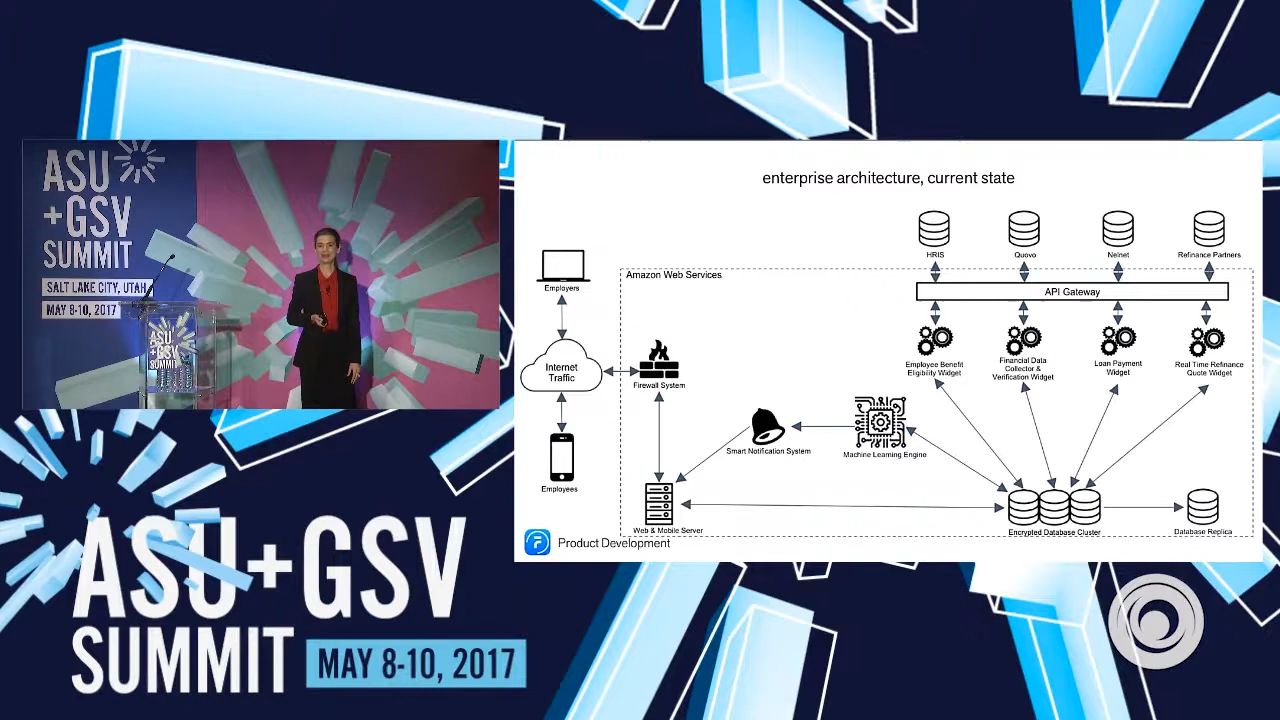 ASU
+GSV
SUMMIT
SALT LAKE CITY, UTAH
MAY 8-10, 2017
ASU
+GSV
SUMMIT
enterprise architecture, current state
HRIS
Quovo
Nelnet
Refinance Partners
Amazon Web Services
API Gateway
Employers
Internet
Traffic
Firewall System
Employee Benefit
Eligibility Widget
Financial Data
Collector &
Verification Widget
Loan Payment
Widget
Real Time Refinance
Quote Widget
Smart Notification System
Machine Learning Engine
Employees
Web & Mobile Server
Encrypted Database Cluster
Database Replica
Product Development
ASU+GSV
SUMMIT
MAY 8-10, 2017